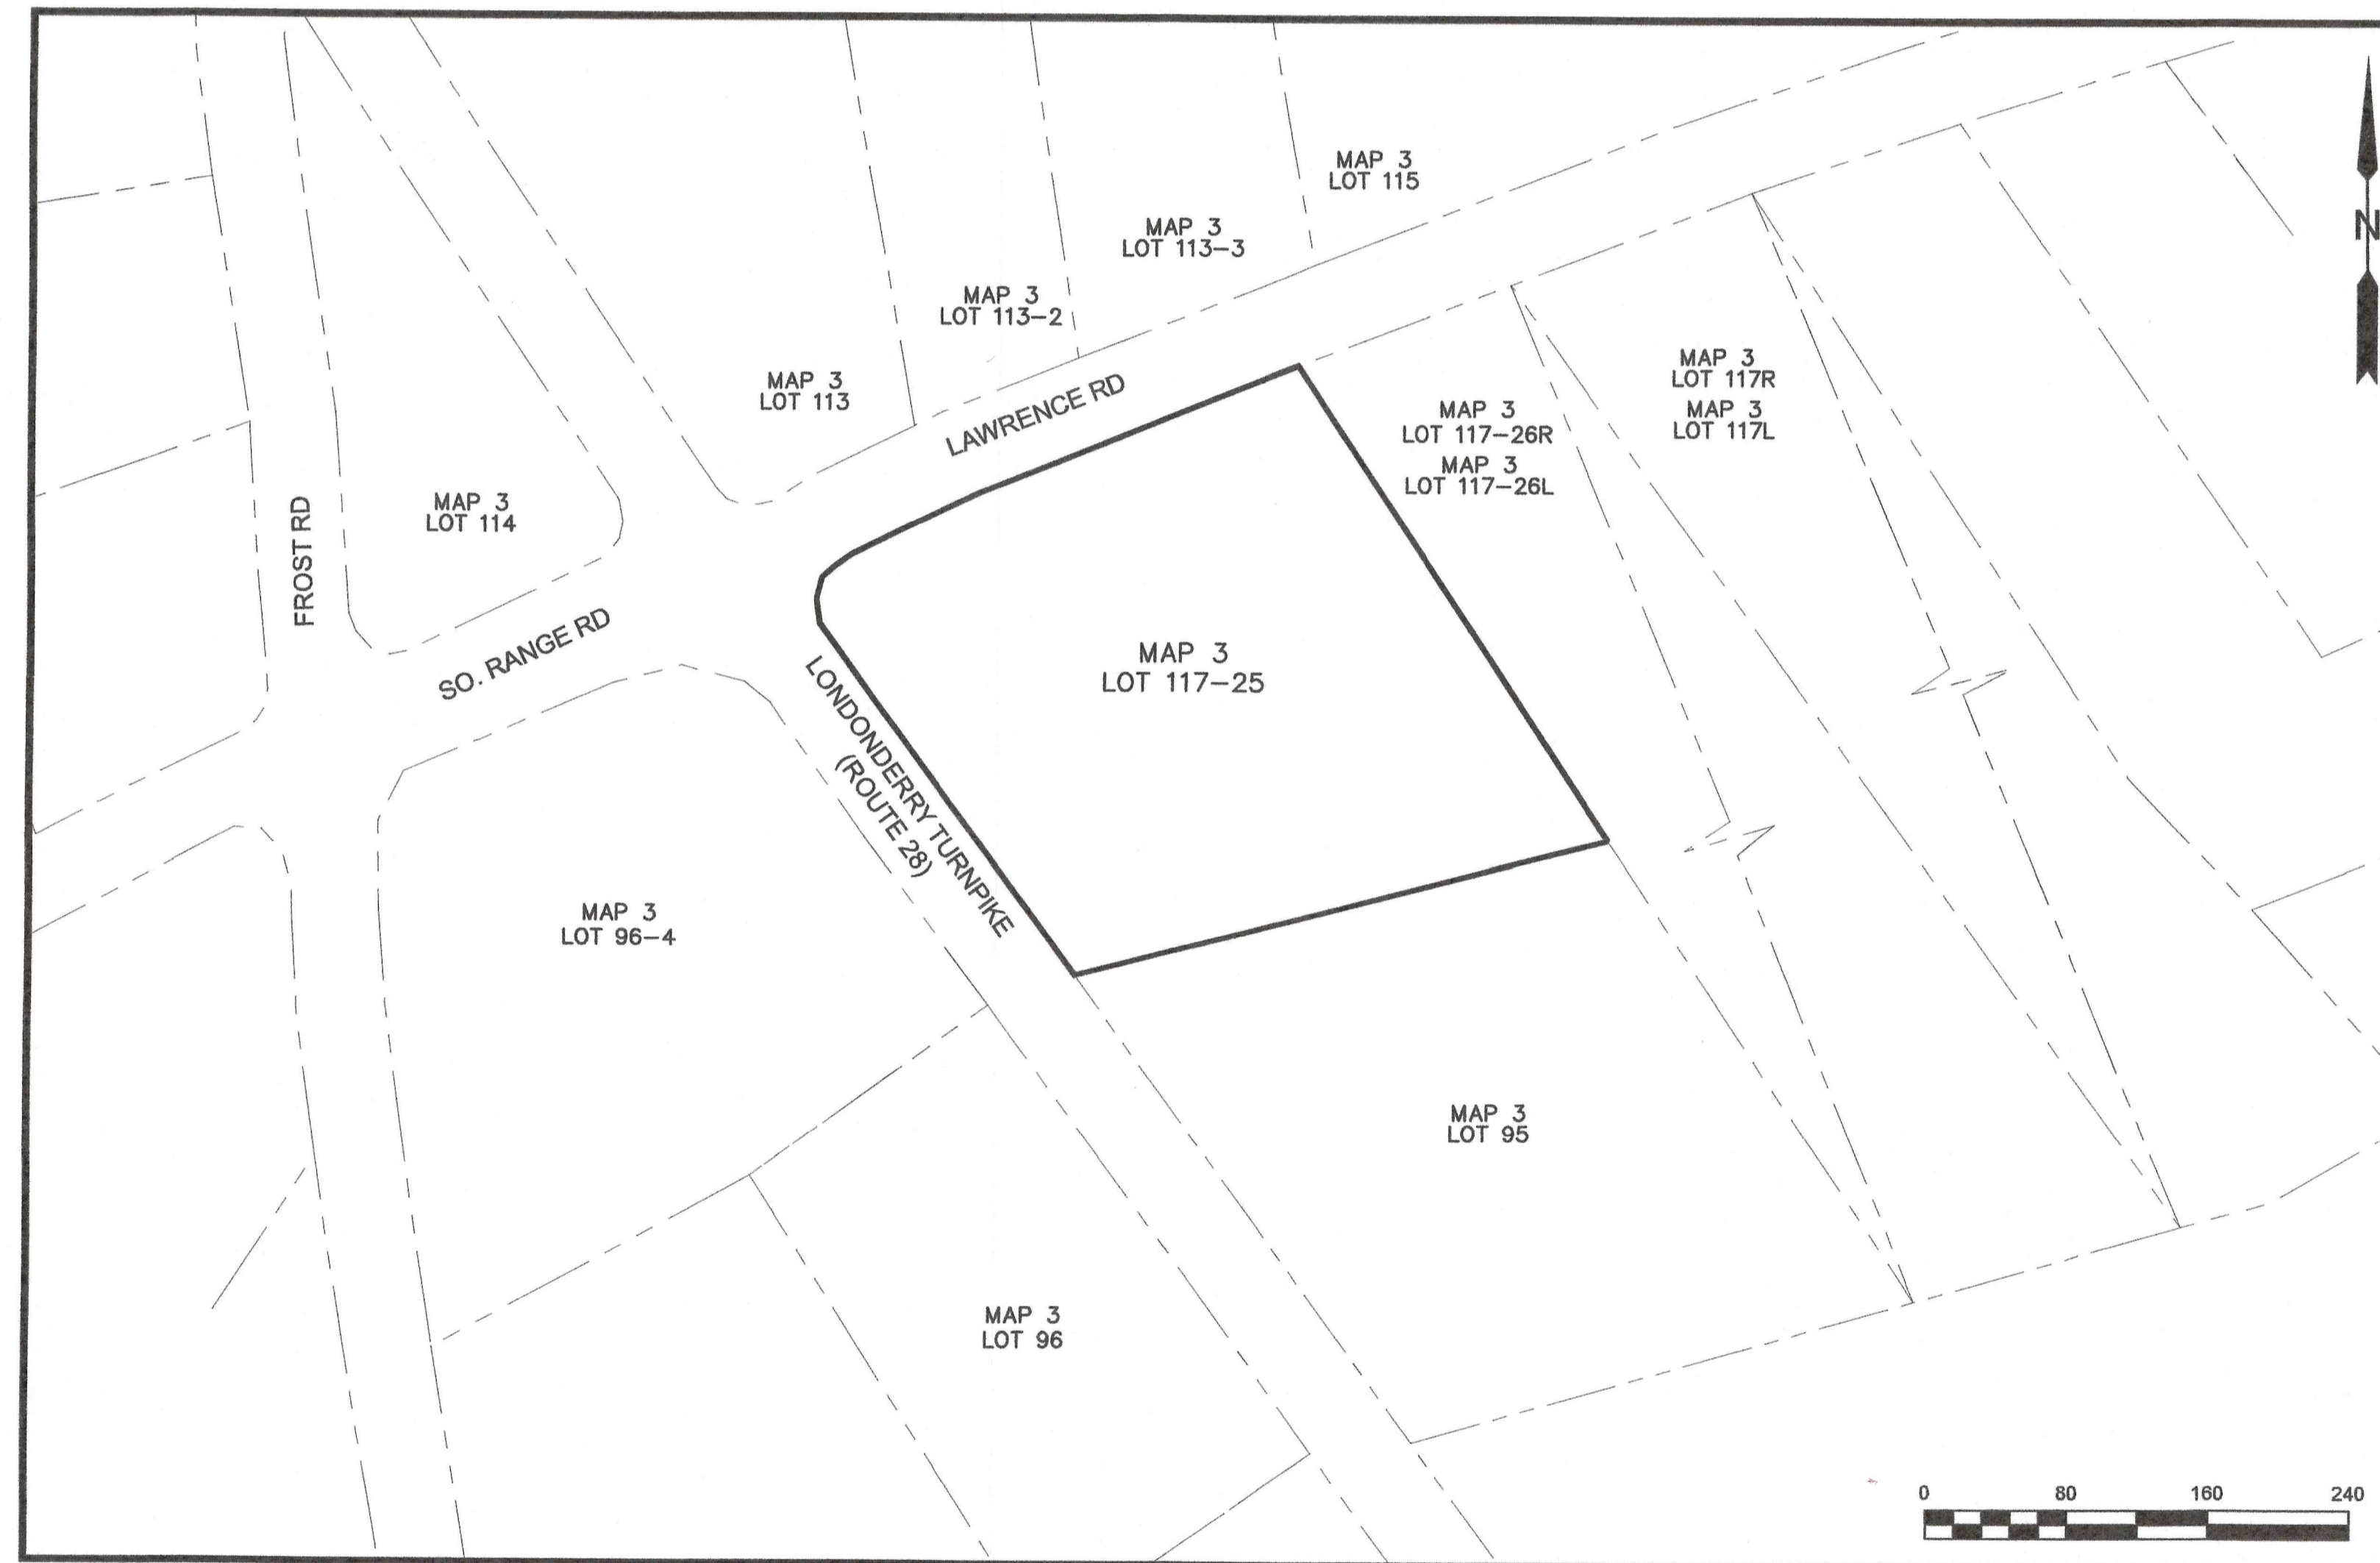 MAP 3
LOT 115
MAP 3
LOT 113-3
N
MAP 3
LOT 113-2
MAP 3
LOT 113
LAWRENCE RD
MAP 3
LOT 117R
MAP 3
LOT 117L
MAP 3
LOT 117-26R
MAP 3
LOT 117-26L
MAP 3
LOT 114
FROST RD
SO. RANGE RD
MAP 3
LOT 117-25
LONDONDERRY TURNPIKE
(ROUTE 28)
MAP 3
LOT 96-4
MAP 3
LOT 95
MAP 3
LOT 96
0 80 160 240